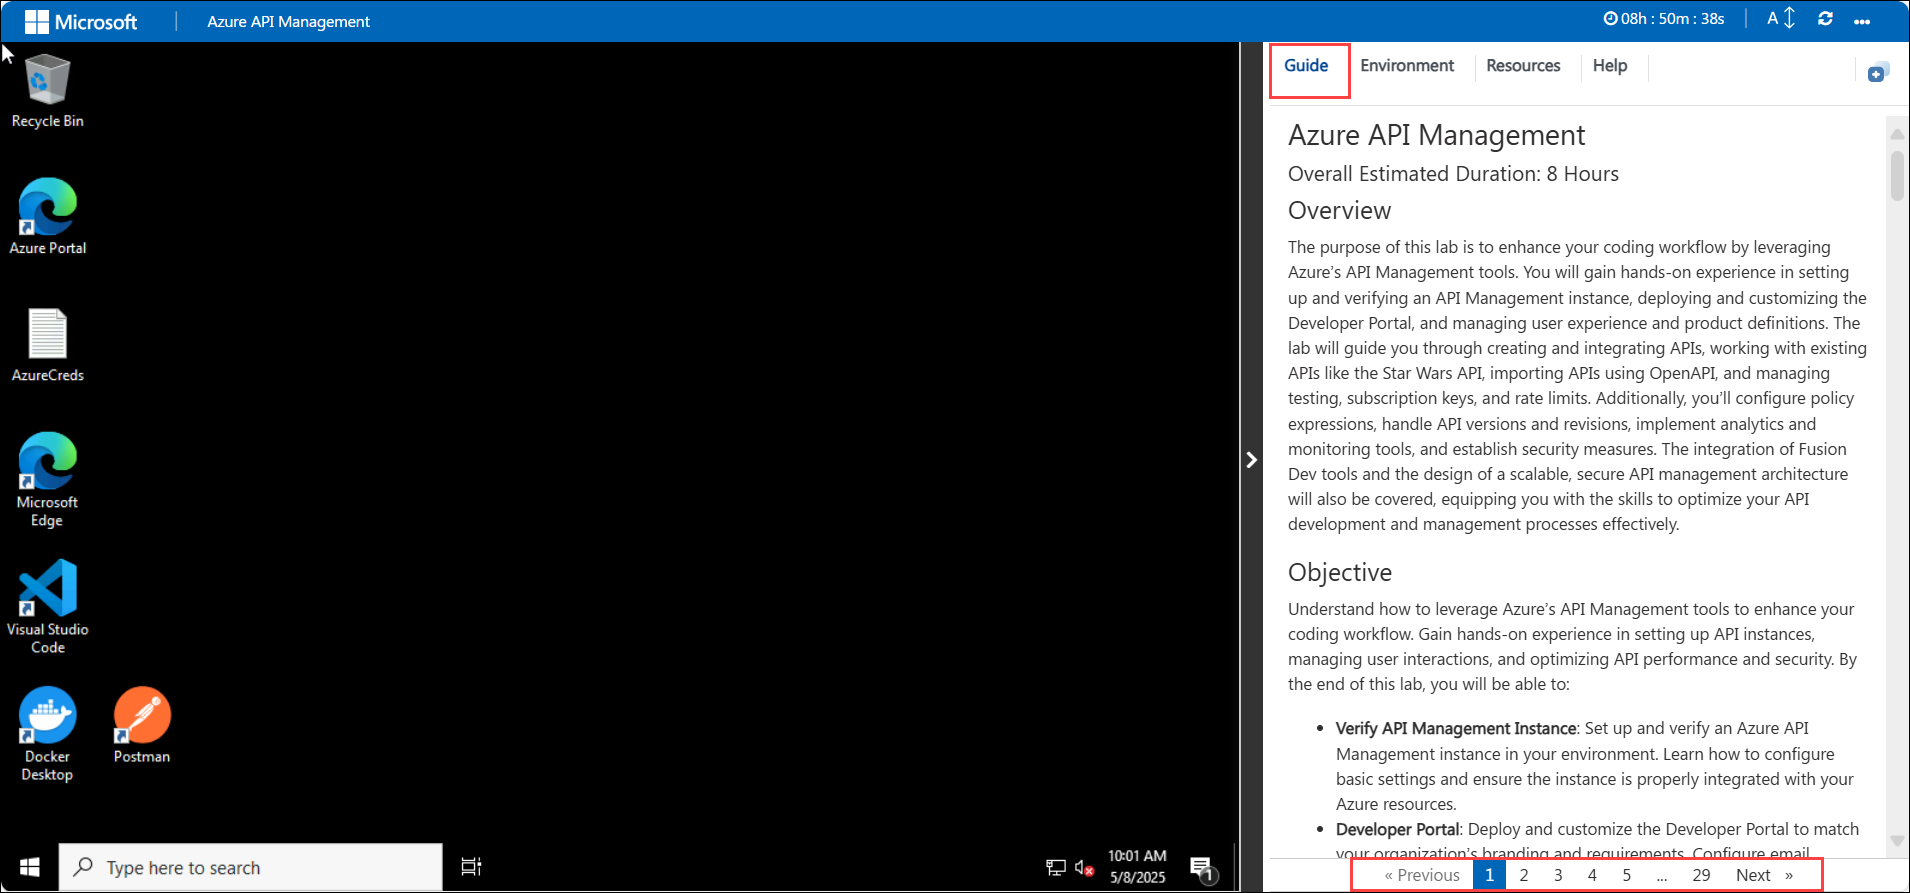 Microsoft
Azure API Management
08h : 50m : 38s
A
Recycle Bin
Azure Portal
AzureCreds
Microsoft
Edge
Visual Studio
Code
Docker
Desktop
Postman
Type here to search
10:01 AM
5/8/2025
1
Guide
Environment
Resources
Help
Azure API Management
Overall Estimated Duration: 8 Hours
Overview
The purpose of this lab is to enhance your coding workflow by leveraging
Azure’s API Management tools. You will gain hands-on experience in setting
up and verifying an API Management instance, deploying and customizing the
Developer Portal, and managing user experience and product definitions. The
lab will guide you through creating and integrating APIs, working with existing
APIs like the Star Wars API, importing APIs using OpenAPI, and managing
testing, subscription keys, and rate limits. Additionally, you’ll configure policy
expressions, handle API versions and revisions, implement analytics and
monitoring tools, and establish security measures. The integration of Fusion
Dev tools and the design of a scalable, secure API management architecture
will also be covered, equipping you with the skills to optimize your API
development and management processes effectively.
Objective
Understand how to leverage Azure’s API Management tools to enhance your
coding workflow. Gain hands-on experience in setting up API instances,
managing user interactions, and optimizing API performance and security. By
the end of this lab, you will be able to:
• Verify API Management Instance: Set up and verify an Azure API
Management instance in your environment. Learn how to configure
basic settings and ensure the instance is properly integrated with your
Azure resources.
• Developer Portal: Deploy and customize the Developer Portal to match
your organization’s branding and requirements. Configure email
« Previous 1 2 3 4 5 ... 29 Next »